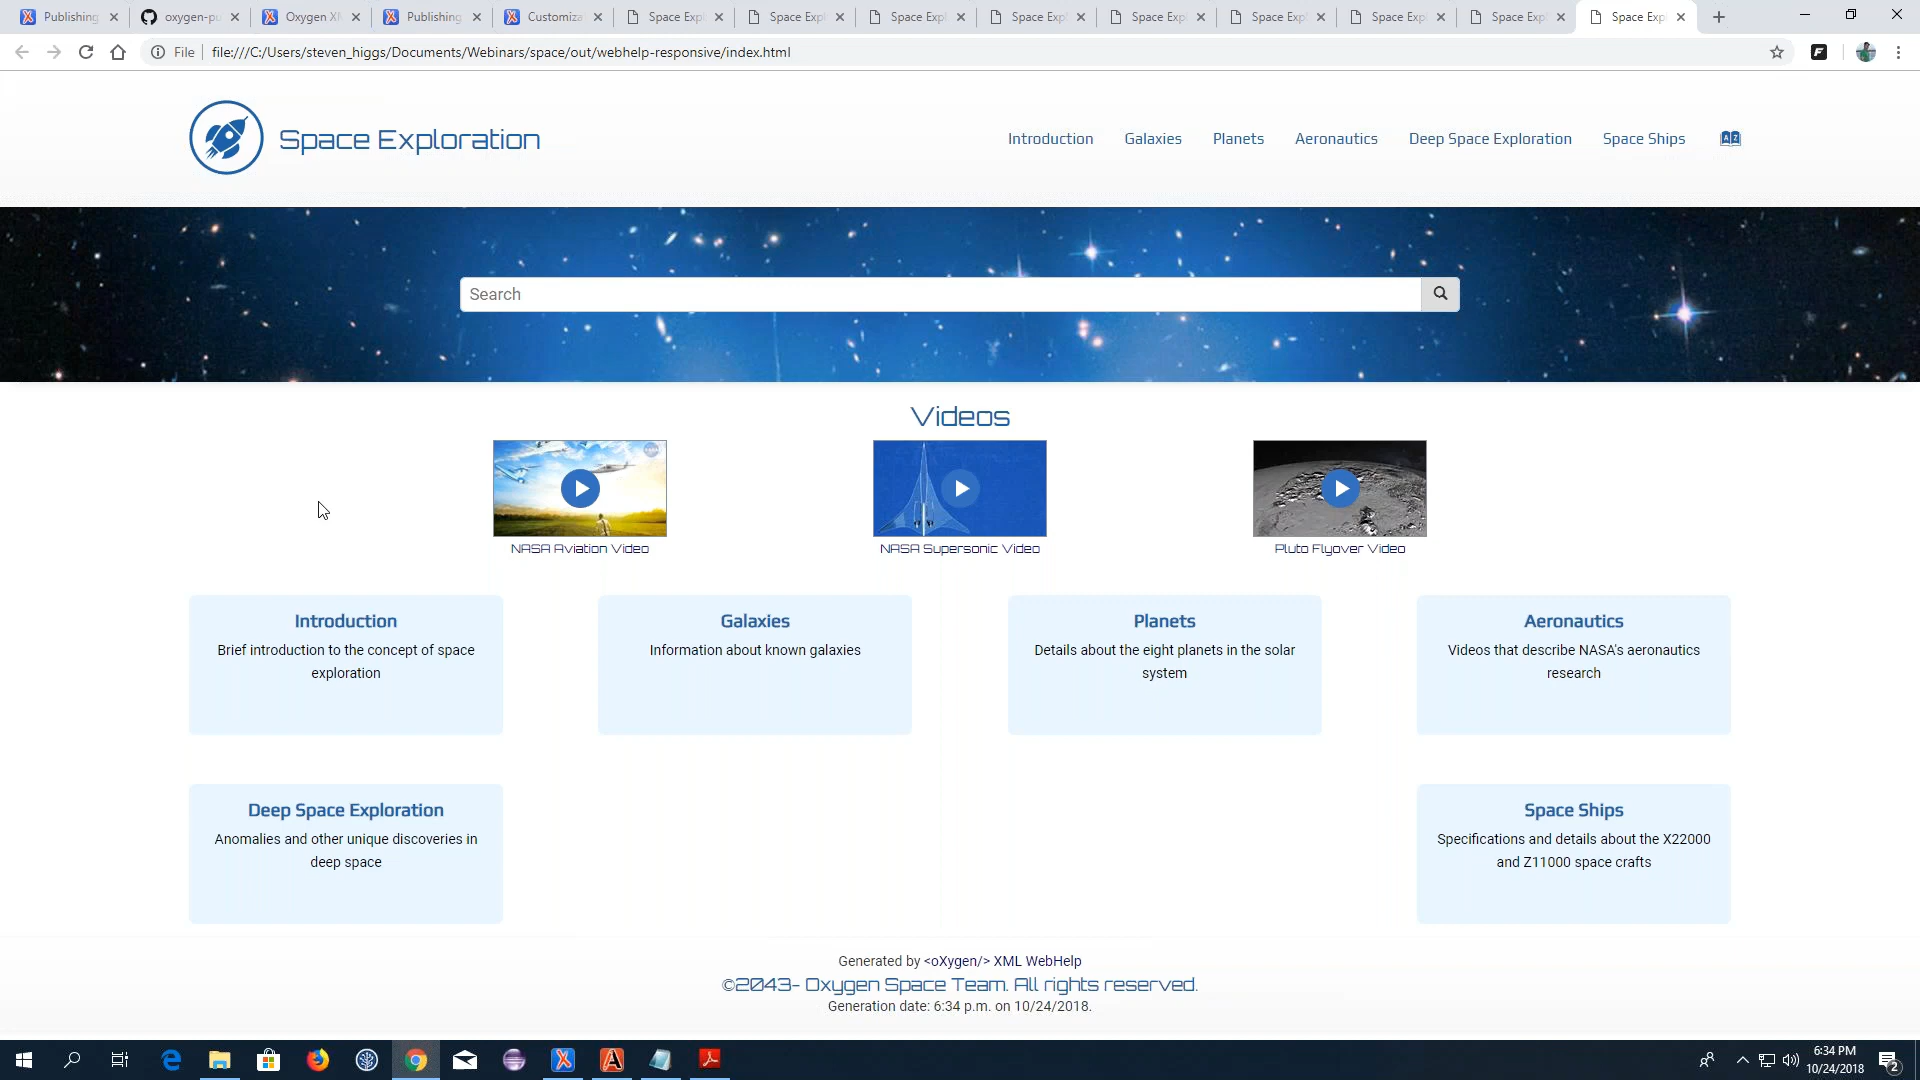 Publishing
oxygen-pu
Oxygen XM
Publishing
Customiza
Space Exp
Space Exp
Space Exp
Space Exp
Space Exp
Space Exp
Space Exp
Space Exp
Space Exp
File
file:///C:/Users/steven_higgs/Documents/Webinars/space/out/webhelp-responsive/index.html
Space Exploration
Introduction Galaxies Planets Aeronautics Deep Space Exploration Space Ships
Search
Videos
NASA Aviation Video
NASA Supersonic Video
Pluto Flyover Video
Introduction
Brief introduction to the concept of space
exploration
Galaxies
Information about known galaxies
Planets
Details about the eight planets in the solar
system
Aeronautics
Videos that describe NASA's aeronautics
research
Deep Space Exploration
Anomalies and other unique discoveries in
deep space
Space Ships
Specifications and details about the X22000
and Z11000 space crafts
Generated by <oXygen/> XML WebHelp
©2043- Oxygen Space Team. All rights reserved.
Generation date: 6:34 p.m. on 10/24/2018.
6:34 PM
10/24/2018
2